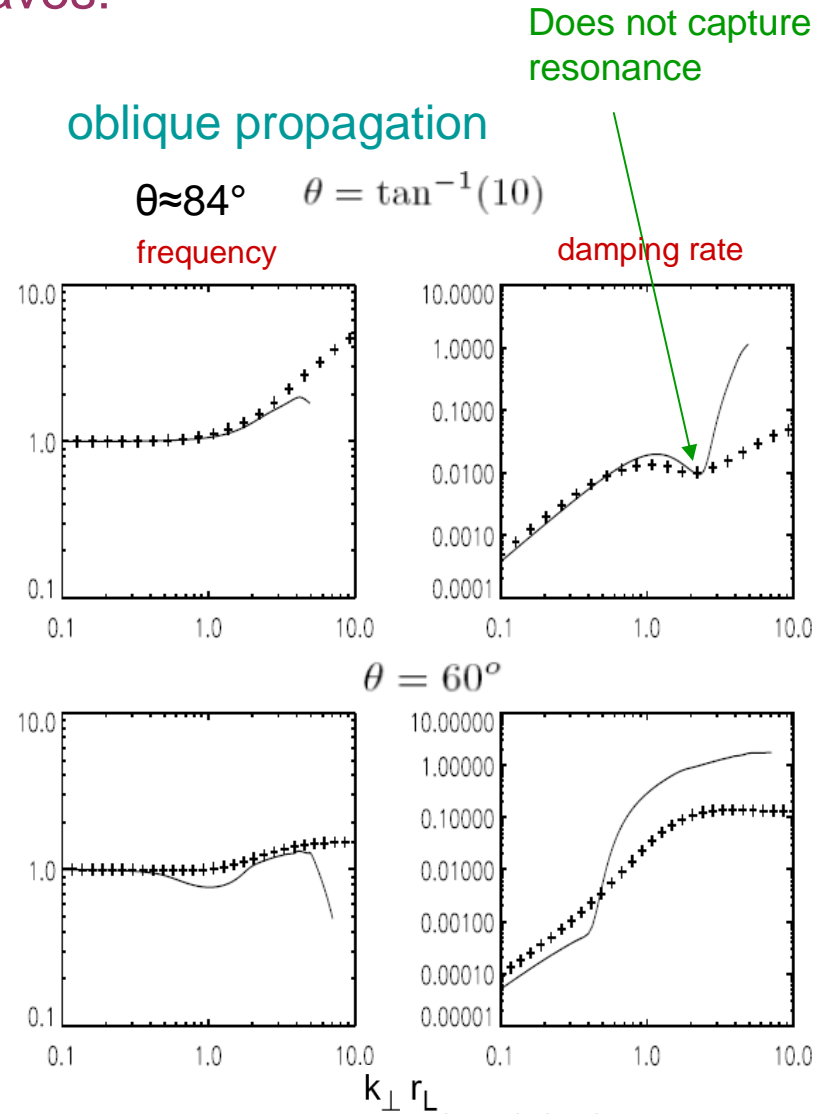 aves.
Does not capture
resonance
oblique propagation
θ≈84° θ = tan⁻¹(10)
frequency
damping rate
10.0
1.0
0.1
0.1 1.0 10.0
10.0000
1.0000
0.1000
0.0100
0.0010
0.0001
0.1 1.0 10.0
θ = 60°
10.0
1.0
0.1
0.1 1.0 10.0
10.00000
1.00000
0.10000
0.01000
0.00100
0.00010
0.00001
0.1 1.0 10.0
k⊥ rL